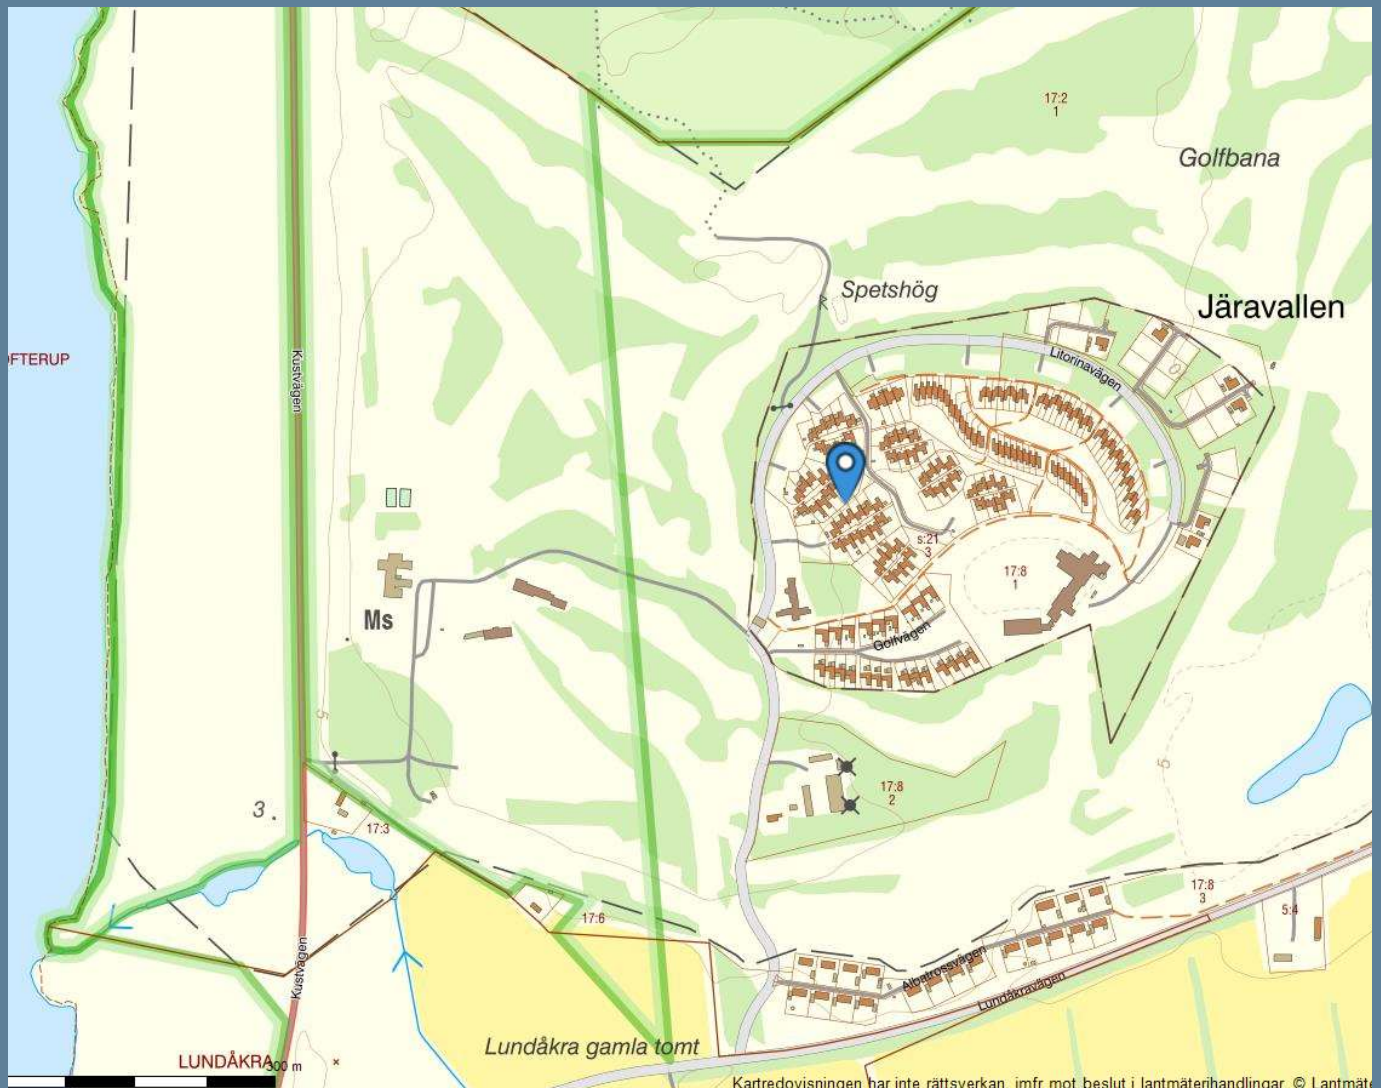 17:2
1
Golfbana
Spetshög
Järavallen
Litorinavägen
OFTERUP
Kustvägen
s:21
3
17:8
1
Ms
Golfvägen
5
5
17:8
2
3.
17:3
17:6
17:8
3
5:4
Albatrossvägen
Kustvägen
Lundåkravägen
Lundåkra gamla tomt
LUNDÅKRA
300 m
Kartredovisningen har inte rättsverkan, jmfr mot beslut i lantmäterihandlingar. © Lantmäte